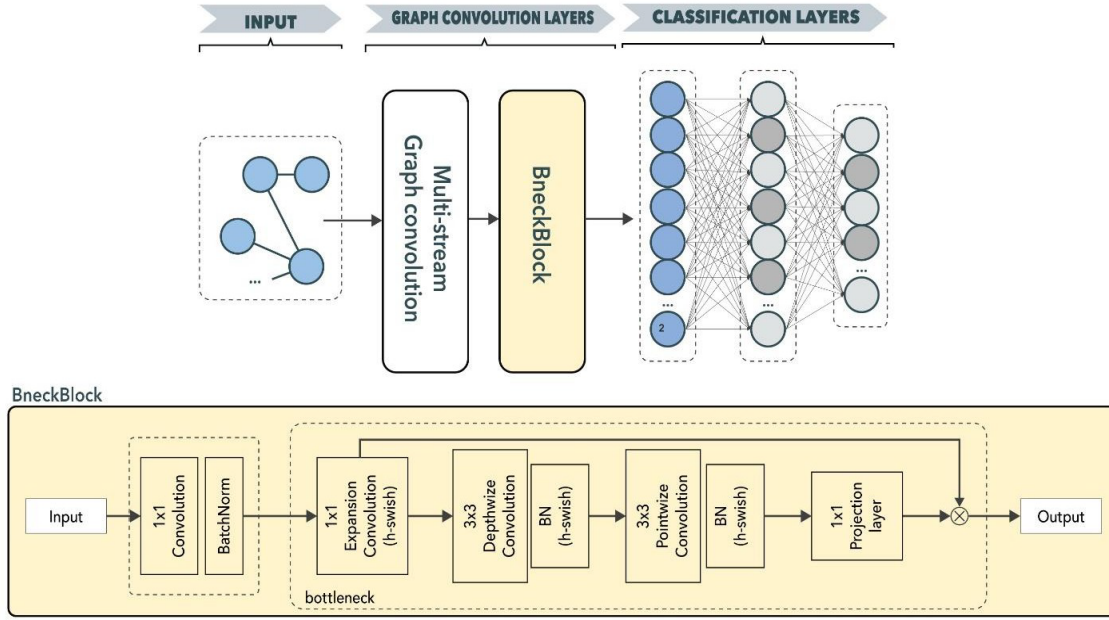 INPUT
GRAPH CONVOLUTION LAYERS
CLASSIFICATION LAYERS
...
Multi-stream
Graph convolution
BneckBlock
...
2
...
...
BneckBlock
Input
1x1
Convolution
BatchNorm
1x1
Expansion
Convolution
(h-swish)
3x3
Depthwize
Convolution
BN
(h-swish)
3x3
Pointwize
Convolution
BN
(h-swish)
1x1
Projection
layer
Output
bottleneck